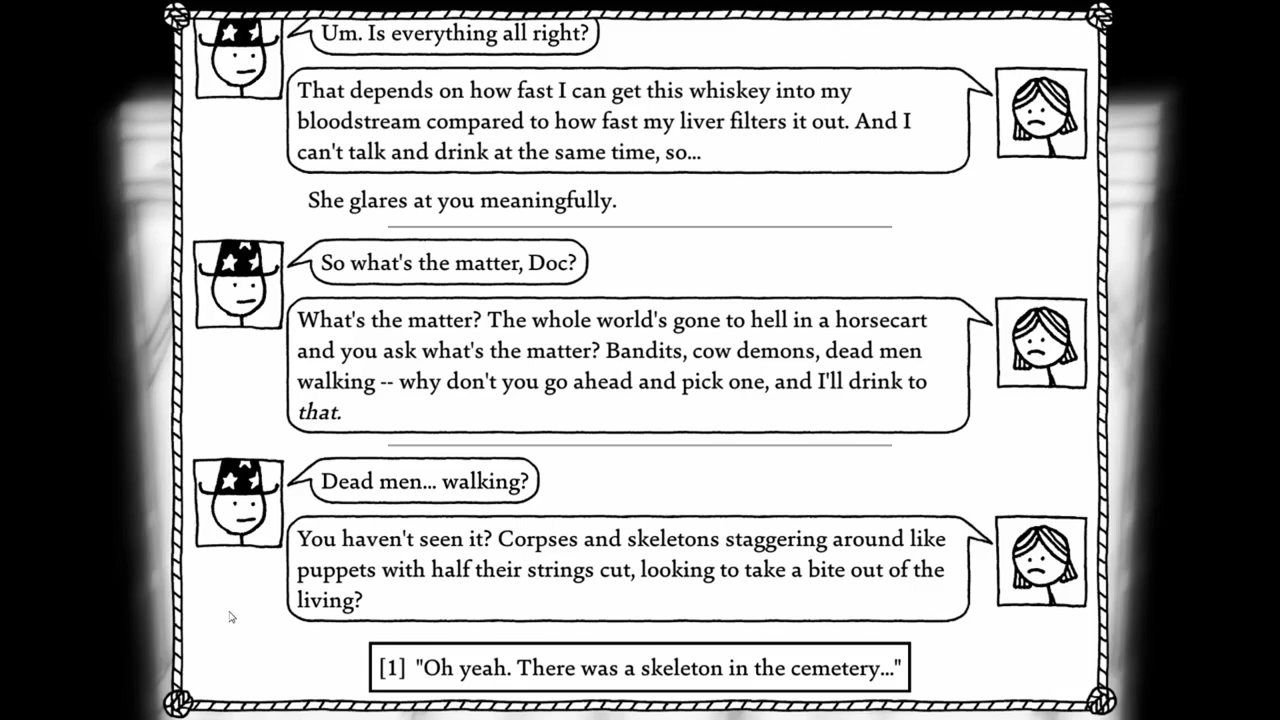 Um. Is everything all right?
That depends on how fast I can get this whiskey into my
bloodstream compared to how fast my liver filters it out. And I
can't talk and drink at the same time, so...
She glares at you meaningfully.
So what's the matter, Doc?
What's the matter? The whole world's gone to hell in a horsecart
and you ask what's the matter? Bandits, cow demons, dead men
walking -- why don't you go ahead and pick one, and I'll drink to
that.
Dead men... walking?
You haven't seen it? Corpses and skeletons staggering around like
puppets with half their strings cut, looking to take a bite out of the
living?
[1] "Oh yeah. There was a skeleton in the cemetery..."